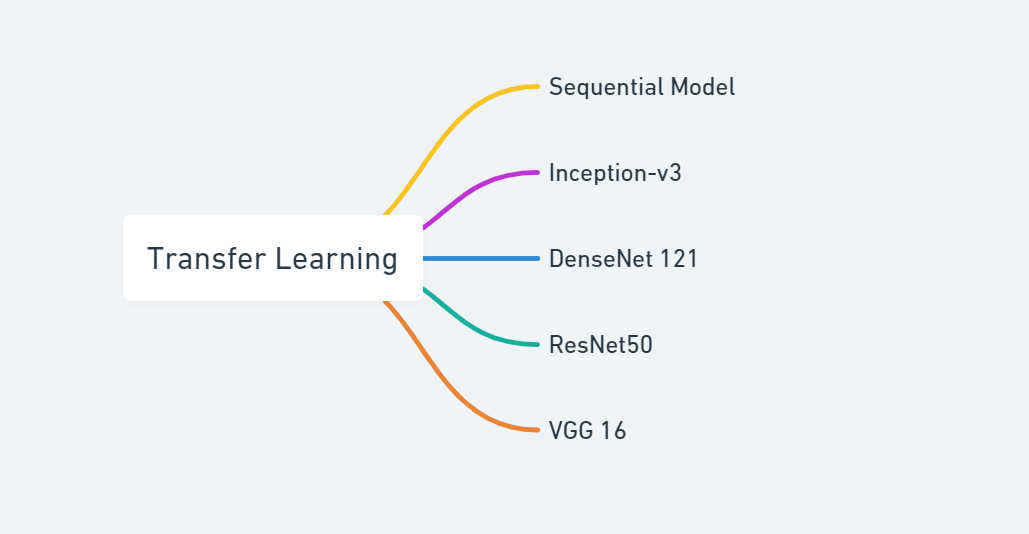 Sequential Model
Inception-v3
Transfer Learning
DenseNet 121
ResNet50
VGG 16